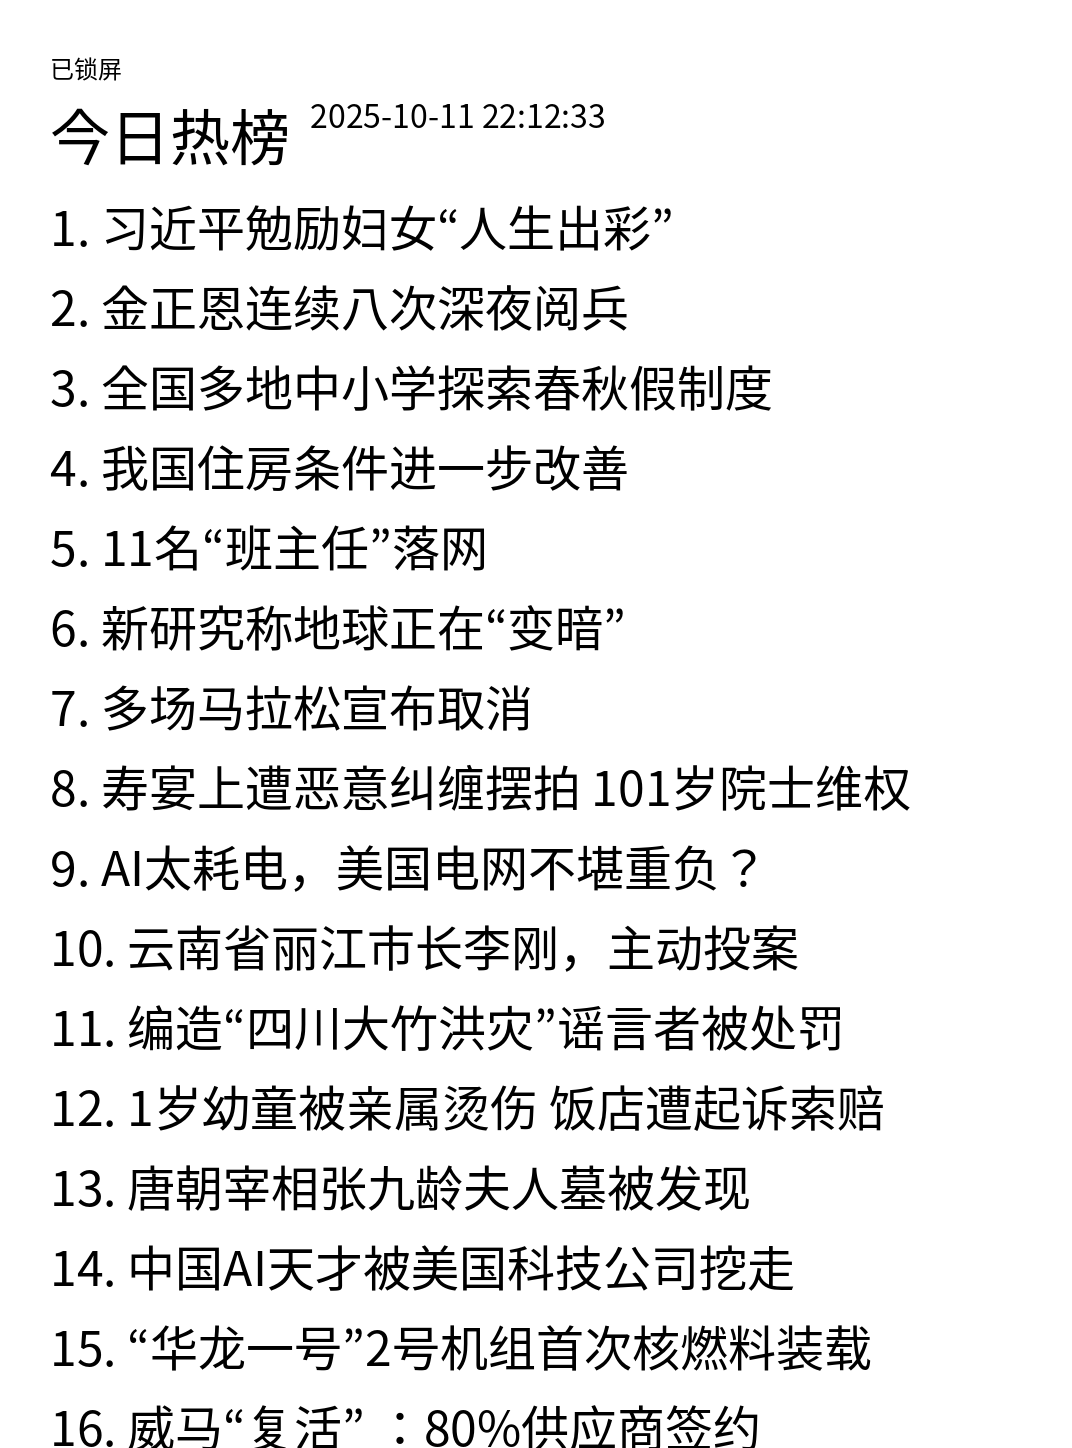 已锁屏
今日热榜 2025-10-11 22:12:33
1. 习近平勉励妇女“人生出彩”
2. 金正恩连续八次深夜阅兵
3. 全国多地中小学探索春秋假制度
4. 我国住房条件进一步改善
5. 11名“班主任”落网
6. 新研究称地球正在“变暗”
7. 多场马拉松宣布取消
8. 寿宴上遭恶意纠缠摆拍 101岁院士维权
9. AI太耗电，美国电网不堪重负？
10. 云南省丽江市长李刚，主动投案
11. 编造“四川大竹洪灾”谣言者被处罚
12. 1岁幼童被亲属烫伤 饭店遭起诉索赔
13. 唐朝宰相张九龄夫人墓被发现
14. 中国AI天才被美国科技公司挖走
15. “华龙一号”2号机组首次核燃料装载
16. 威马“复活” ：80%供应商签约